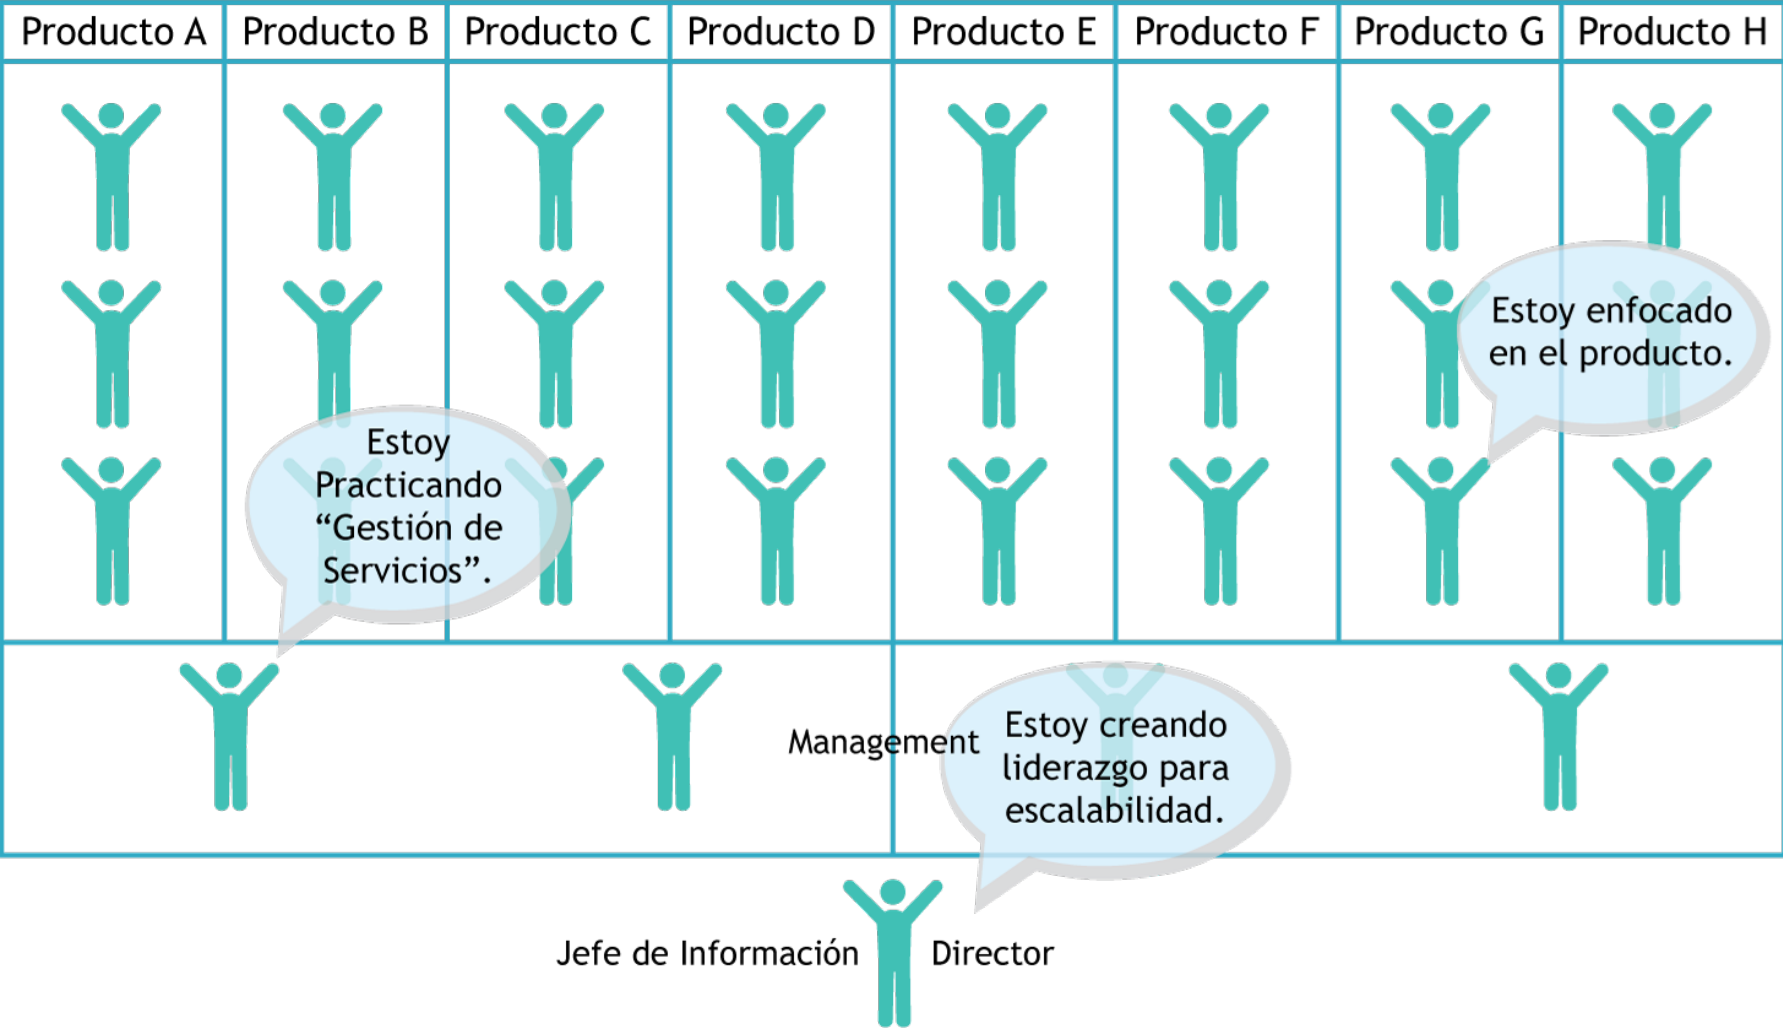 Producto A Producto B Producto C Producto D Producto E Producto F Producto G Producto H
Estoy enfocado
en el producto.
Estoy
Practicando
“Gestión de
Servicios”.
Management
Estoy creando
liderazgo para
escalabilidad.
Jefe de Información Director